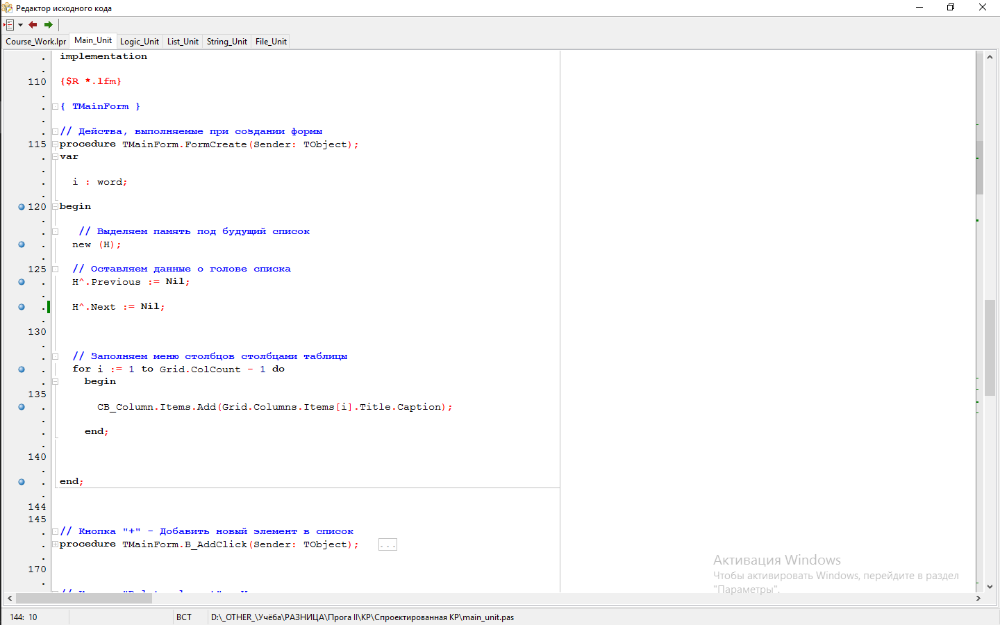 Редактор исходного кода
Course_Work.lpr Main_Unit Logic_Unit List_Unit String_Unit File_Unit
implementation
110 {$R *.lfm}
{ TMainForm }
// Действа, выполняемые при создании формы
115 procedure TMainForm.FormCreate(Sender: TObject);
var
i : word;
120 begin
// Выделяем память под будущий список
new (H);
125 // Оставляем данные о голове списка
H^.Previous := Nil;
H^.Next := Nil;
130
// Заполняем меню столбцов столбцами таблицы
for i := 1 to Grid.ColCount - 1 do
begin
135
CB_Column.Items.Add(Grid.Columns.Items[i].Title.Caption);
end;
140
end;
144
145
// Кнопка "+" - Добавить новый элемент в список
procedure TMainForm.B_AddClick(Sender: TObject); ...
170
Активация Windows
Чтобы активировать Windows, перейдите в раздел
"Параметры".
144: 10 ВСТ D:\_OTHER_\Учёба\РАЗНИЦА\Прога II\КР\Спроектированная КР\main_unit.pas